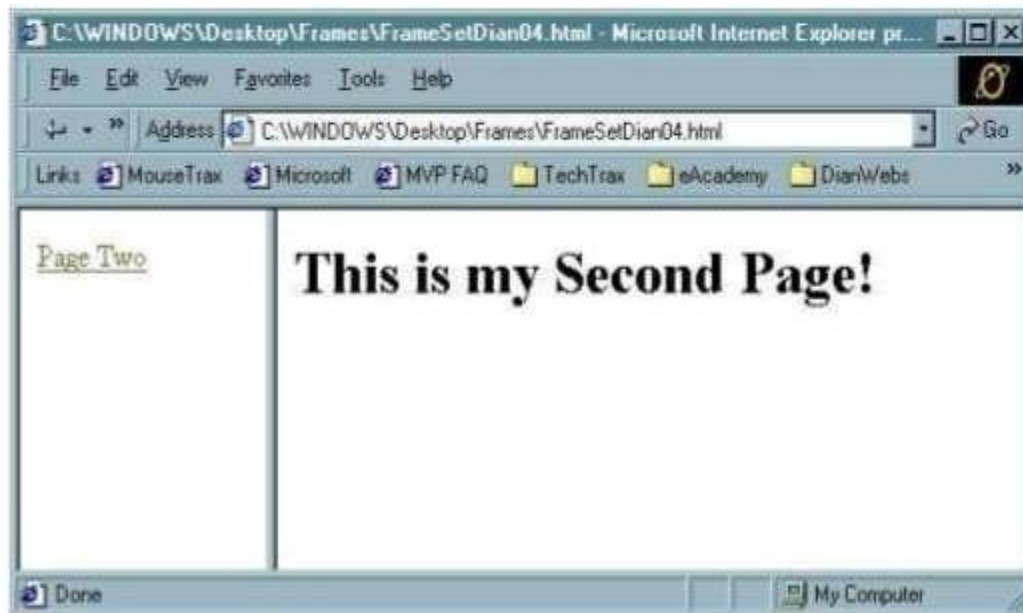 C:\WINDOWS\Desktop\Frames\FrameSetDian04.html - Microsoft Internet Explorer pr...
File Edit View Favorites Tools Help
Address C:\WINDOWS\Desktop\Frames\FrameSetDian04.html Go
Links MouseTrax Microsoft MVP FAQ TechTrax eAcademy DianWebs
Page Two
This is my Second Page!
Done My Computer